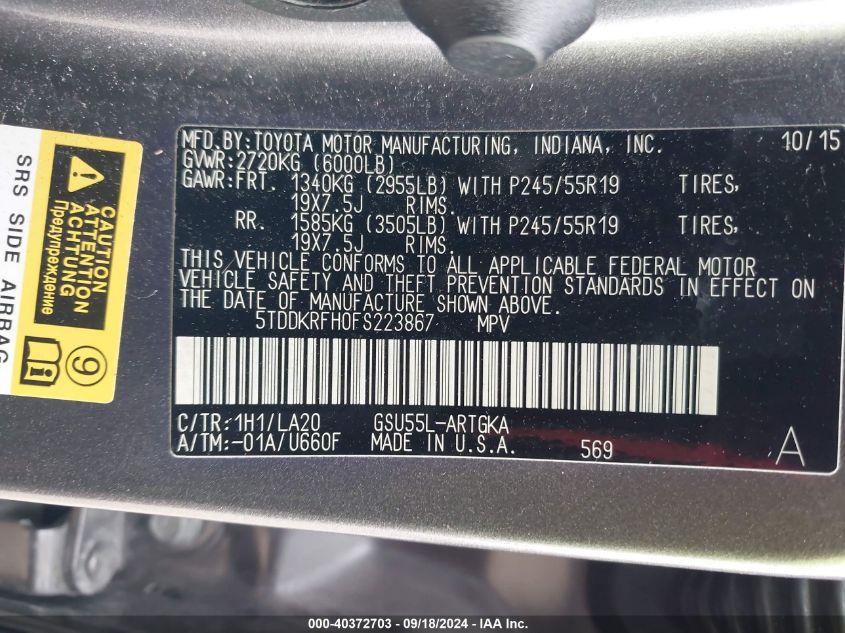 MFD.BY:TOYOTA MOTOR MANUFACTURING, INDIANA, INC. 10/15
GVWR:2720KG (6000LB)
GAWR:FRT. 1340KG (2955LB) WITH P245/55R19 TIRES,
19X7.5J RIMS.
RR. 1585KG (3505LB) WITH P245/55R19 TIRES,
19X7.5J RIMS.
THIS VEHICLE CONFORMS TO ALL APPLICABLE FEDERAL MOTOR
VEHICLE SAFETY AND THEFT PREVENTION STANDARDS IN EFFECT ON
THE DATE OF MANUFACTURE SHOWN ABOVE.
5TDDKRFH0FS223867 MPV
C/TR:1H1/LA20 GSU55L-ARTGKA
A/TM:-01A/U660F MADE IN U.S.A. 569 A
SRS SIDE AIRBAG
CAUTION
ATTENTION
ACHTUNG
Предупреждение
9
000-40372703 - 09/18/2024 - IAA Inc.